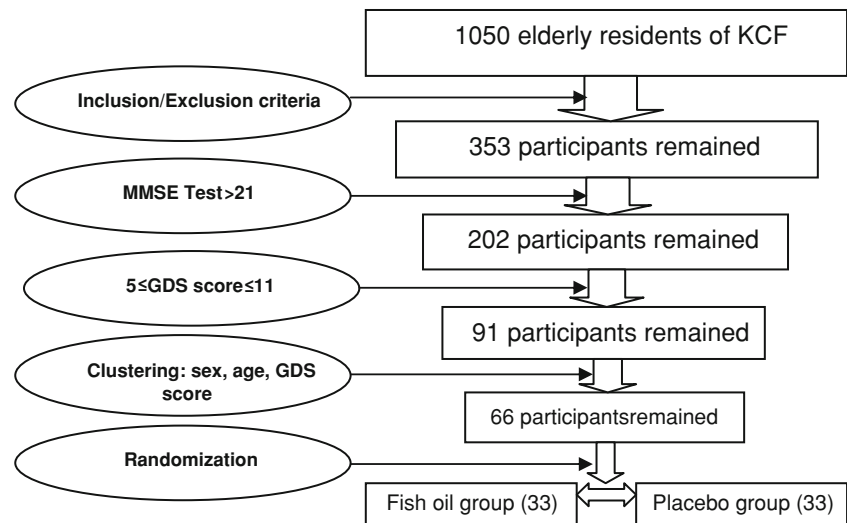 1050 elderly residents of KCF
Inclusion/Exclusion criteria
353 participants remained
MMSE Test>21
202 participants remained
5≤GDS score≤11
91 participants remained
Clustering: sex, age, GDS
score
66 participantsremained
Randomization
Fish oil group (33)
Placebo group (33)